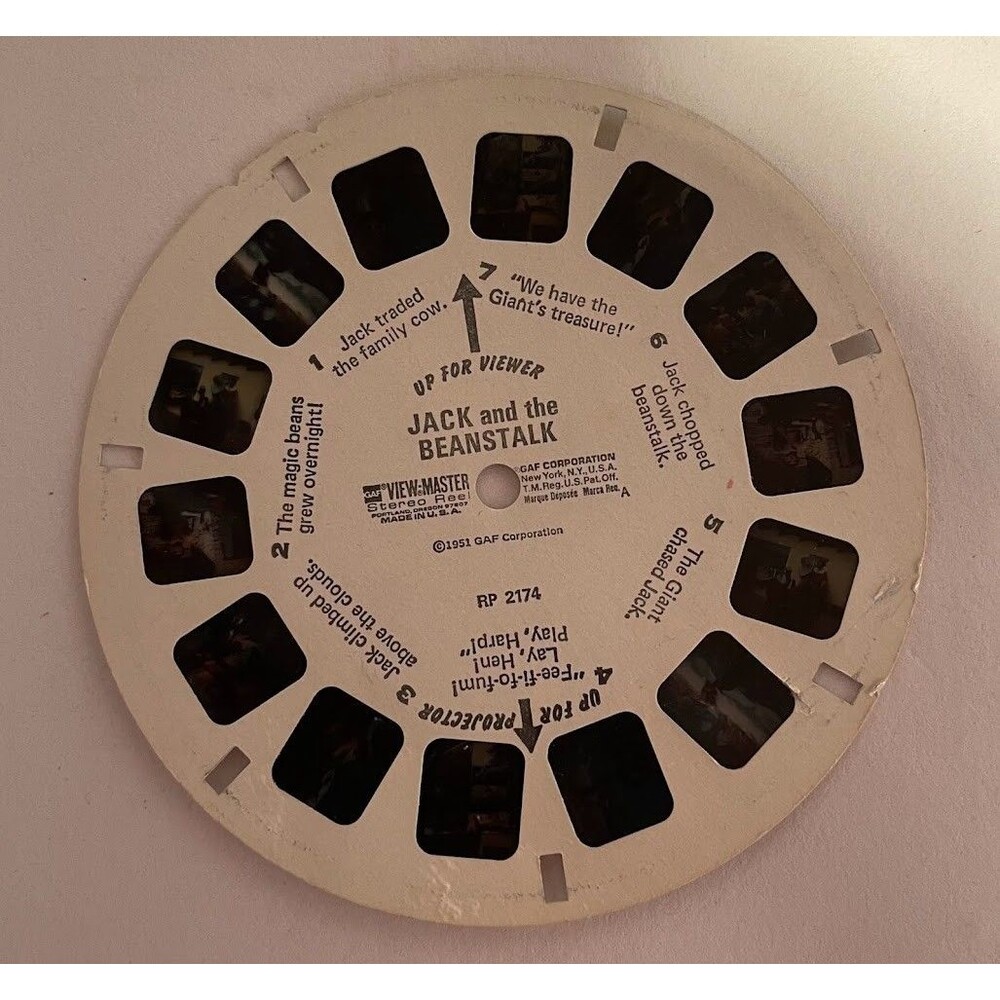 UP FOR VIEWER
JACK and the
BEANSTALK
GAF VIEW-MASTER
Stereo Reel
PORTLAND, OREGON 97207
MADE IN U.S.A.
®GAF CORPORATION
New York, N.Y., U.S.A.
T.M. Reg. U.S. Pat. Off.
Marque Déposée Marca Reg. A
©1951 GAF Corporation
RP 2174
1 Jack traded
the family cow.
2 The magic beans
grew overnight!
3 Jack climbed up
above the clouds.
4 "Fee-fi-fo-fum!
Lay, Hen!
Play, Harp!"
5 The Giant
chased Jack.
6 Jack chopped
down the
beanstalk.
7 "We have the
Giant's treasure!"
UP FOR PROJECTOR